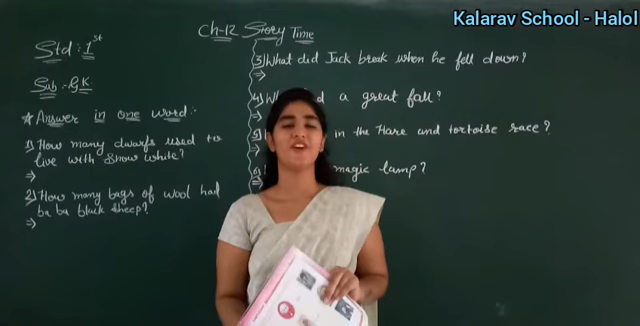 Kalarav School - Halol
Ch-12 Story Time
Std : 1st
Sub :- G.K.
* Answer in one word :-
1) How many dwarfs used to
live with Snow white?
⇒
2) How many bags of wool had
ba ba black sheep?
⇒
3) What did Jack break when he fell down?
⇒
4) a great fall?
⇒
5) in the Hare and tortoise race?
⇒
6) magic lamp?
⇒